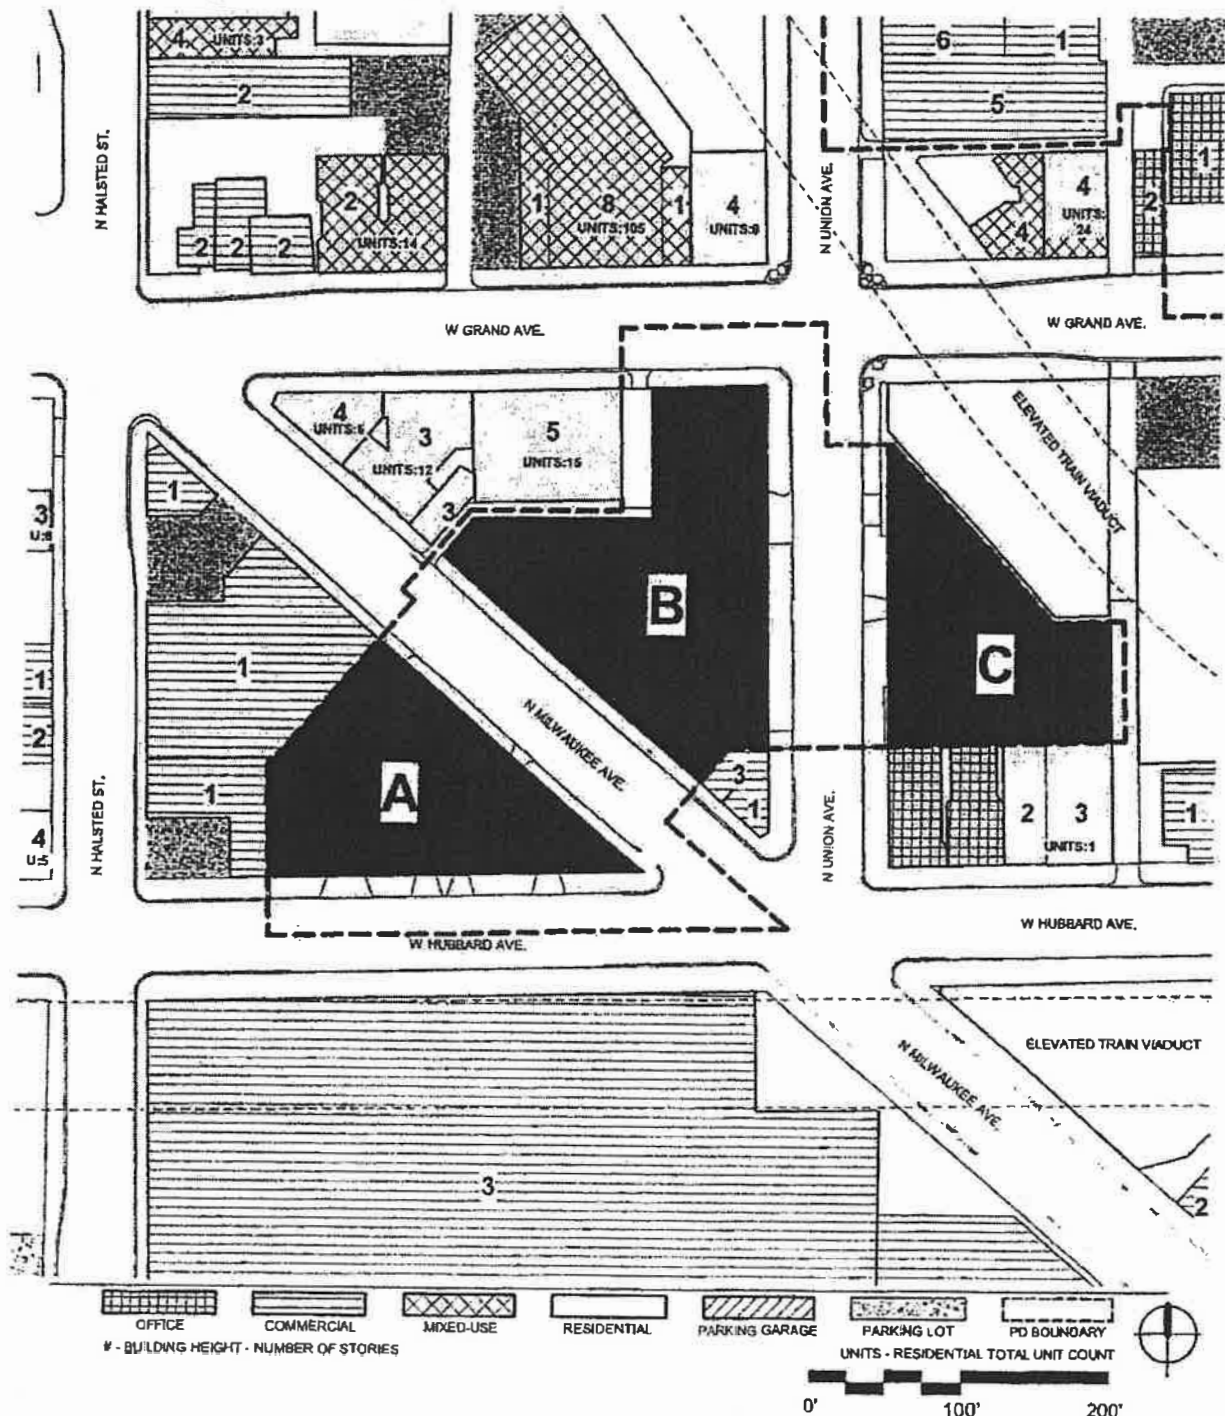 4
UNITS:3
2
6
1
5
1
N HALSTED ST.
2
UNITS:14
2
2
2
1
8
UNITS:105
1
4
UNITS:8
N UNION AVE.
4
4
UNITS:
24
2
W GRAND AVE.
W GRAND AVE.
4
3
UNITS:12
5
UNITS:15
3
ELEVATED TRAIN VIADUCT
1
3
1
2
4
B
1
C
N MILWAUKEE AVE.
A
1
N HALSTED ST.
3
1
N UNION AVE.
2
3
UNITS:1
1
W HUBBARD AVE.
W HUBBARD AVE.
N MILWAUKEE AVE.
ELEVATED TRAIN VIADUCT
3
2
OFFICE
COMMERCIAL
MIXED-USE
RESIDENTIAL
PARKING GARAGE
PARKING LOT
PD BOUNDARY
# - BUILDING HEIGHT - NUMBER OF STORIES
UNITS - RESIDENTIAL TOTAL UNIT COUNT
0'
100'
200'